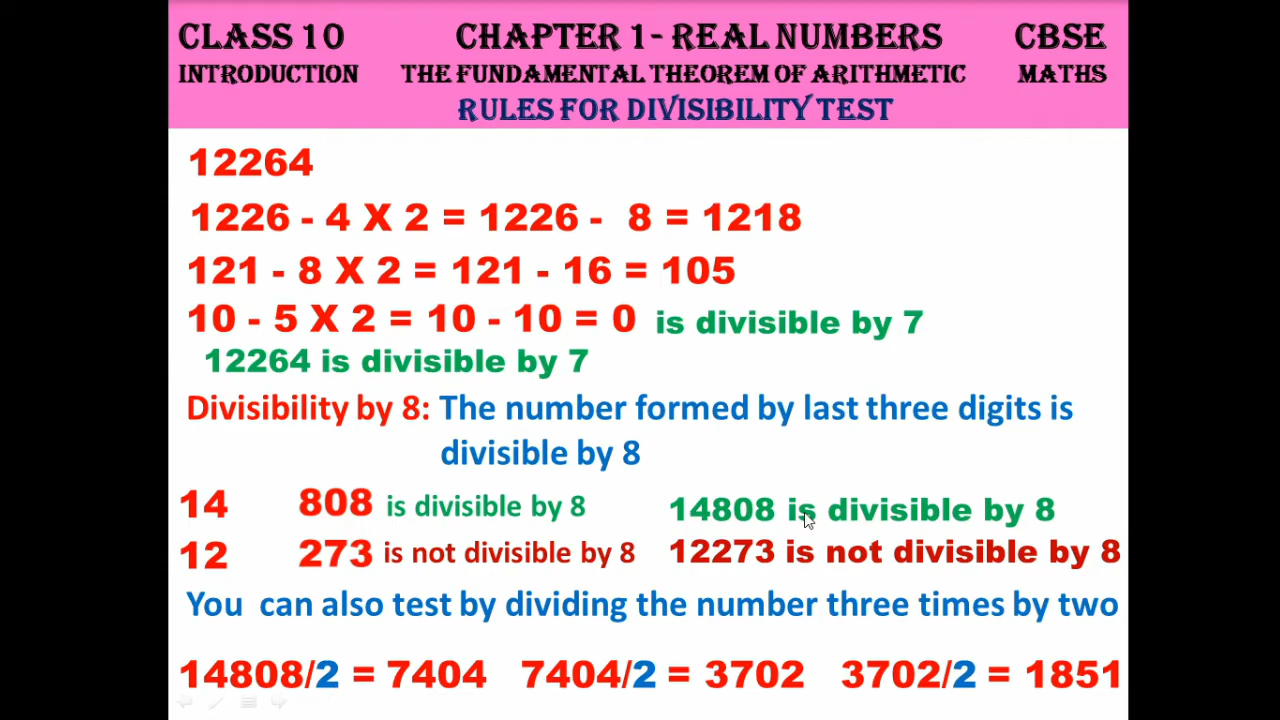 CLASS 10 CHAPTER 1- REAL NUMBERS CBSE
INTRODUCTION THE FUNDAMENTAL THEOREM OF ARITHMETIC MATHS
RULES FOR DIVISIBILITY TEST
12264
1226 - 4 X 2 = 1226 - 8 = 1218
121 - 8 X 2 = 121 - 16 = 105
10 - 5 X 2 = 10 - 10 = 0 is divisible by 7
12264 is divisible by 7
Divisibility by 8: The number formed by last three digits is
divisible by 8
14 808 is divisible by 8 14808 is divisible by 8
12 273 is not divisible by 8 12273 is not divisible by 8
You can also test by dividing the number three times by two
14808/2 = 7404 7404/2 = 3702 3702/2 = 1851